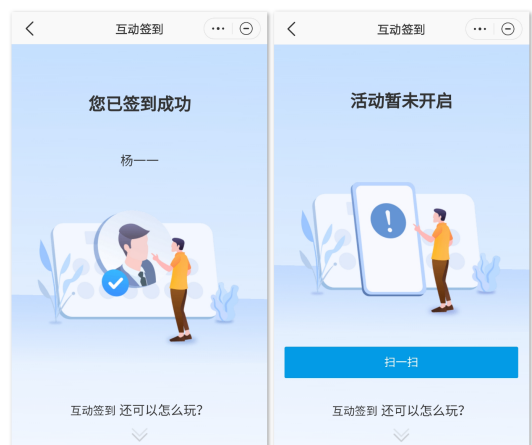 互动签到
您已签到成功
杨一一
互动签到 还可以怎么玩?
互动签到
活动暂未开启
扫一扫
互动签到 还可以怎么玩?